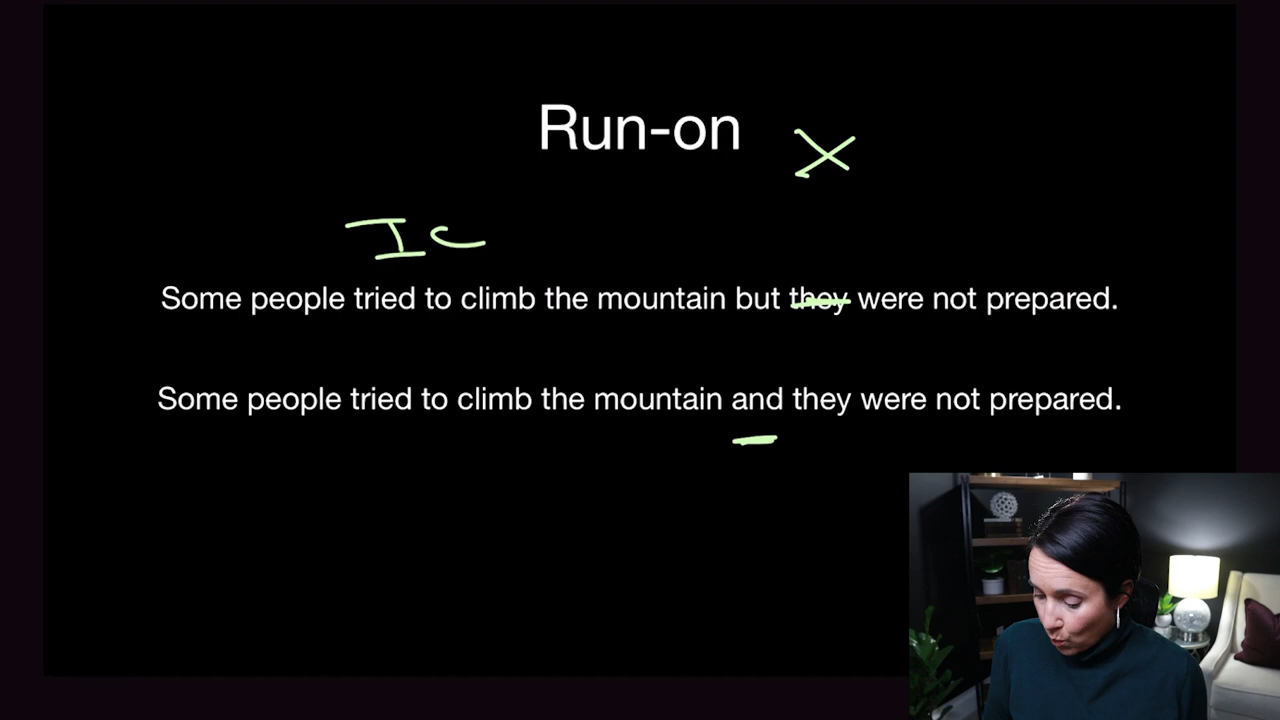 Run-on X
IC
Some people tried to climb the mountain but they were not prepared.
Some people tried to climb the mountain and they were not prepared.